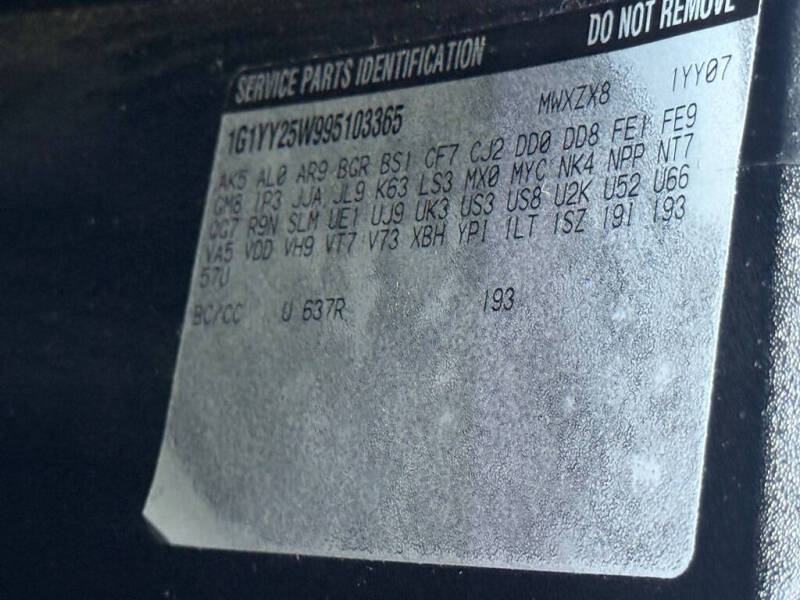 SERVICE PARTS IDENTIFICATION DO NOT REMOVE
1G1YY25W995103365 MWXZX8 1YY07
AK5 AL0 AR9 BGR BS1 CF7 CJ2 DD0 DD8 FE1 FE9
GM8 IP3 JJA JL9 K63 LS3 MX0 MYC NK4 NPP NT7
QG7 R9N SLM UE1 UJ9 UK3 US3 US8 U2K U52 U66
VA5 VDD VH9 VT7 V73 XBH YP1 1LT 1SZ 19I 193
57U
BC/CC U 637R 193